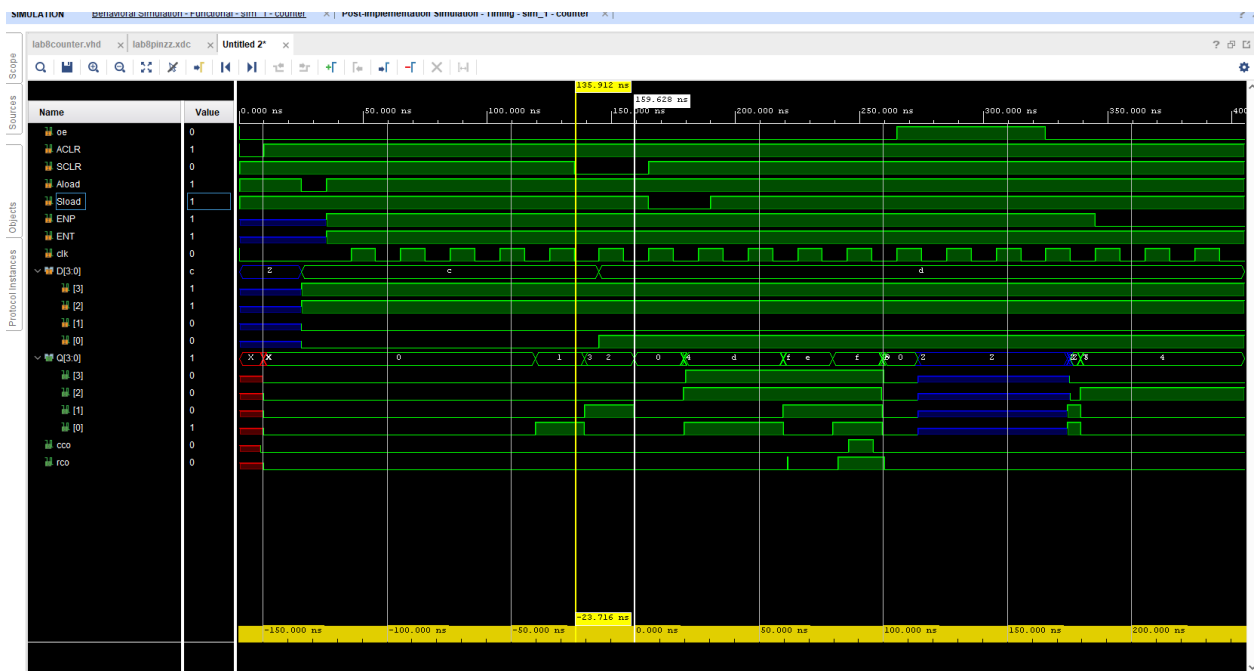 SIMULATION Behavioral Simulation - Functional - sim_1 - counter × Post-Implementation Simulation - Timing - sim_1 - counter × ?
lab8counter.vhd × lab8pinzz.xdc × Untitled 2* × ?
Scope
Sources
Objects
Protocol Instances
135.912 ns
159.628 ns
Name Value 0.000 ns 50.000 ns 100.000 ns 150.000 ns 200.000 ns 250.000 ns 300.000 ns 350.000 ns 400
oe 0
ACLR 1
SCLR 0
Aload 1
Sload 1
ENP 1
ENT 1
clk 0
D[3:0] c Z c d
[3] 1
[2] 1
[1] 0
[0] 0
Q[3:0] 1 X X 0 1 3 2 0 4 d f e f 0 Z Z 4
[3] 0
[2] 0
[1] 0
[0] 1
cco 0
rco 0
-23.716 ns
-150.000 ns -100.000 ns -50.000 ns 0.000 ns 50.000 ns 100.000 ns 150.000 ns 200.000 ns